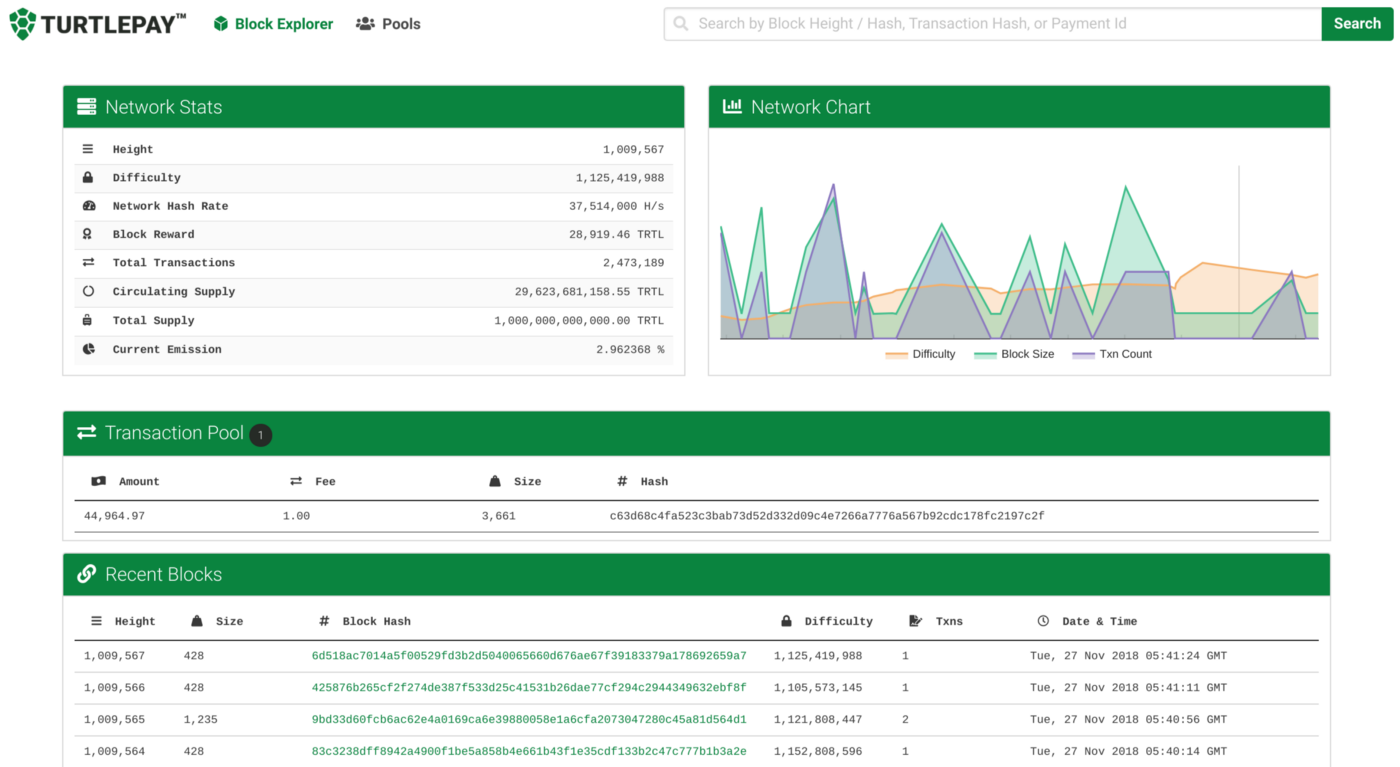 TURTLEPAY™ Block Explorer Pools Search by Block Height / Hash, Transaction Hash, or Payment Id Search
Network Stats
Height 1,009,567
Difficulty 1,125,419,988
Network Hash Rate 37,514,000 H/s
Block Reward 28,919.46 TRTL
Total Transactions 2,473,189
Circulating Supply 29,623,681,158.55 TRTL
Total Supply 1,000,000,000,000.00 TRTL
Current Emission 2.962368 %
Network Chart
Difficulty Block Size Txn Count
Transaction Pool 1
Amount Fee Size # Hash
44,964.97 1.00 3,661 c63d68c4fa523c3bab73d52d332d09c4e7266a7776a567b92cdc178fc2197c2f
Recent Blocks
Height Size # Block Hash Difficulty Txns Date & Time
1,009,567 428 6d518ac7014a5f00529fd3b2d5040065660d676ae67f39183379a178692659a7 1,125,419,988 1 Tue, 27 Nov 2018 05:41:24 GMT
1,009,566 428 425876b265cf2f274de387f533d25c41531b26dae77cf294c2944349632ebf8f 1,105,573,145 1 Tue, 27 Nov 2018 05:41:11 GMT
1,009,565 1,235 9bd33d60fcb6ac62e4a0169ca6e39880058e1a6cfa2073047280c45a81d564d1 1,121,808,447 2 Tue, 27 Nov 2018 05:40:56 GMT
1,009,564 428 83c3238dff8942a4900f1be5a858b4e661b43f1e35cdf133b2c47c777b1b3a2e 1,152,808,596 1 Tue, 27 Nov 2018 05:40:14 GMT